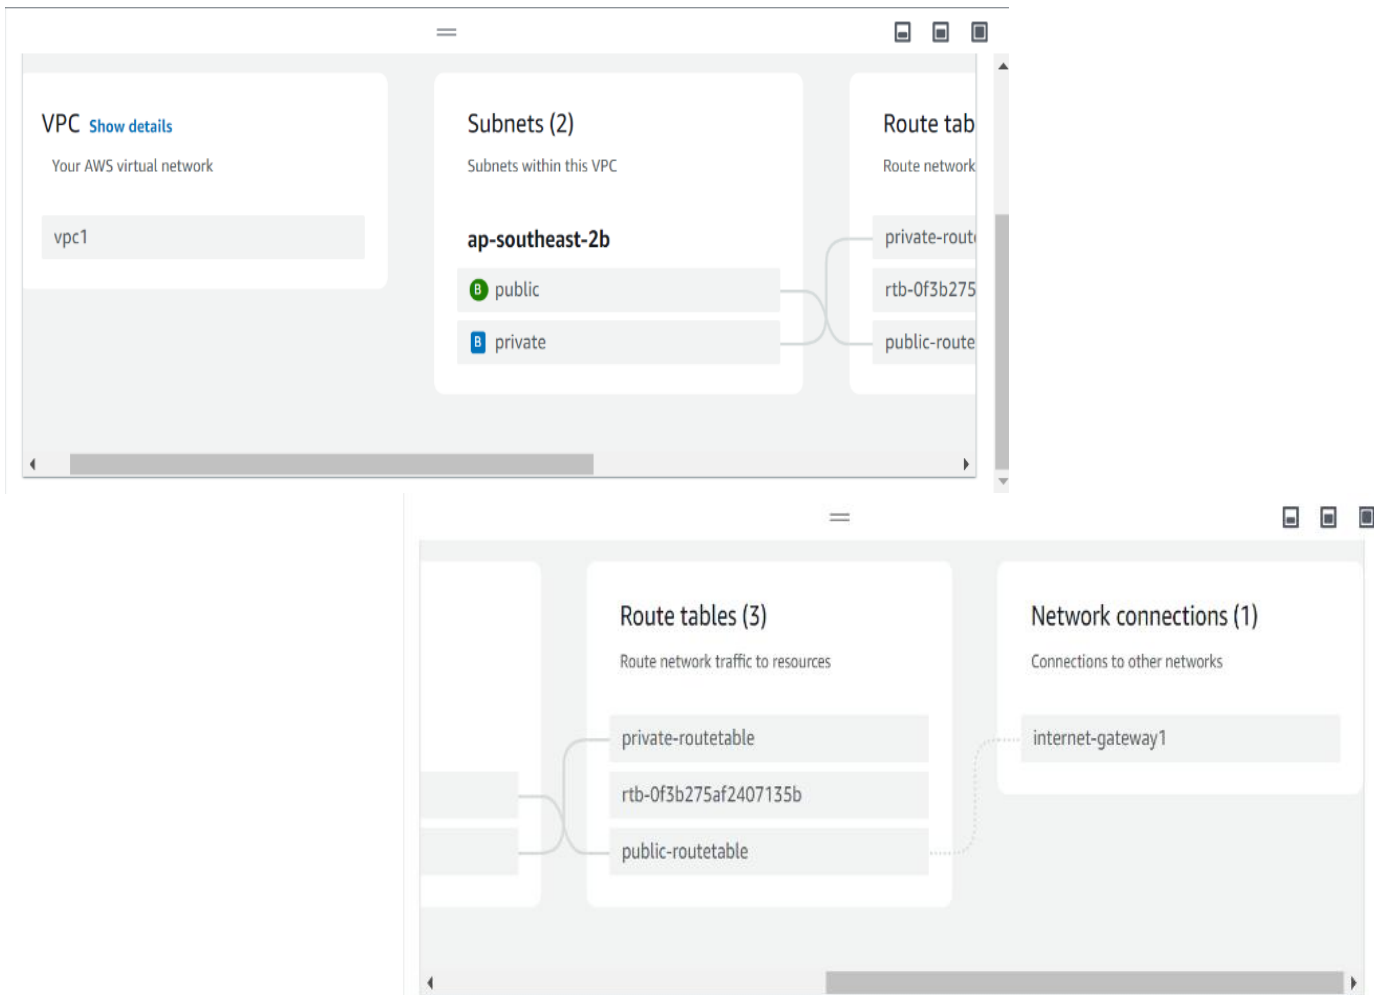 VPC Show details
Your AWS virtual network
vpc1
Subnets (2)
Subnets within this VPC
ap-southeast-2b
B public
B private
Route tab
Route network
private-route
rtb-0f3b275
public-route
Route tables (3)
Route network traffic to resources
private-routetable
rtb-0f3b275af2407135b
public-routetable
Network connections (1)
Connections to other networks
internet-gateway1